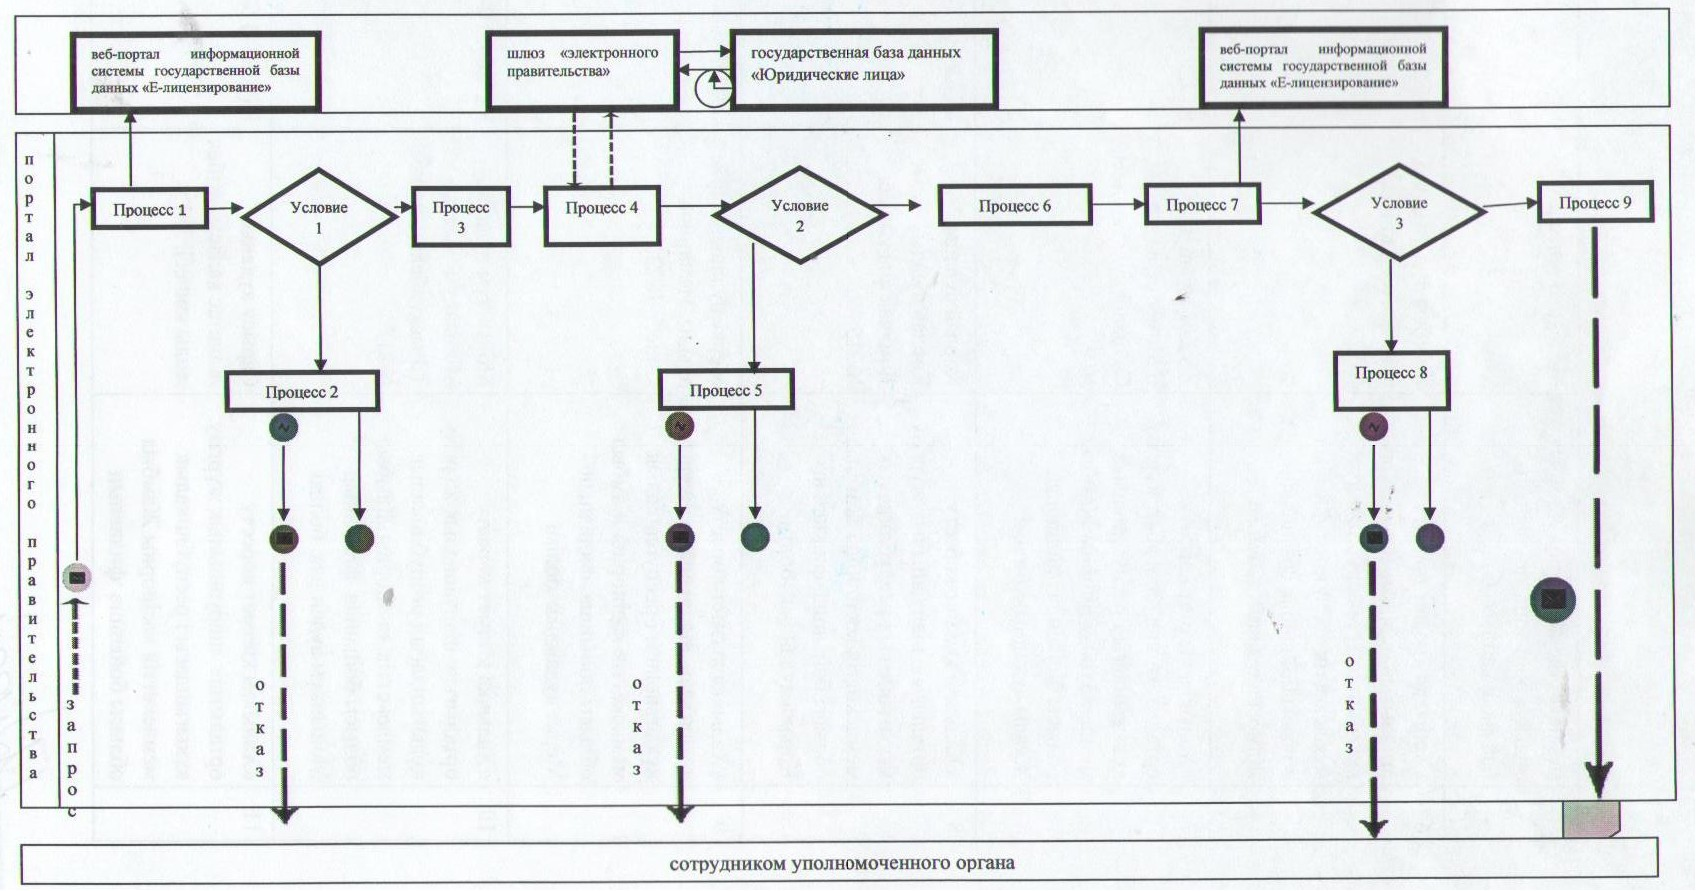 веб-портал информационной
системы государственной базы
данных «Е-лицензирование»
шлюз «электронного
правительства»
государственная база данных
«Юридические лица»
веб-портал информационной
системы государственной базы
данных «Е-лицензирование»
портал электронного правительства
Процесс 1
Условие
1
Процесс
3
Процесс 4
Условие
2
Процесс 6
Процесс 7
Условие
3
Процесс 9
Процесс 2
Процесс 5
Процесс 8
запрос
отказ
отказ
отказ
сотрудником уполномоченного органа